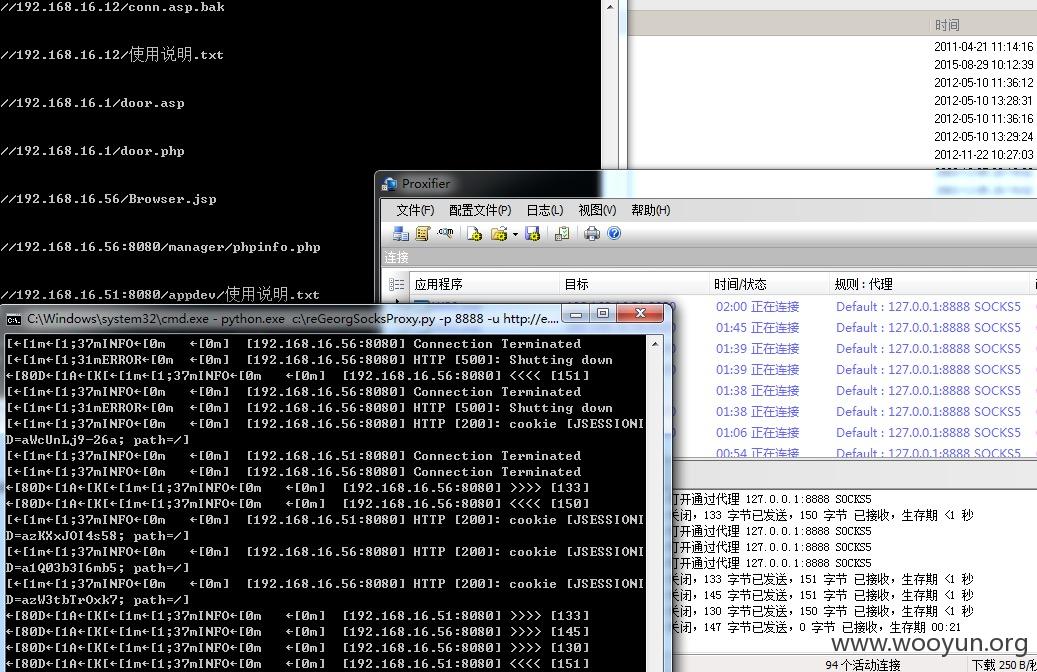 //192.168.16.12/conn.asp.bak
//192.168.16.12/使用说明.txt
//192.168.16.1/door.asp
//192.168.16.1/door.php
//192.168.16.56/Browser.jsp
//192.168.16.56:8080/manager/phpinfo.php
//192.168.16.51:8080/appdev/使用说明.txt
时间
2011-04-21 11:14:16
2015-08-29 10:12:39
2012-05-10 11:36:12
2012-05-10 13:28:31
2012-05-10 11:36:16
2012-05-10 13:29:24
2012-11-22 10:27:03
Proxifier
文件(F) 配置文件(P) 日志(L) 视图(V) 帮助(H)
连接
应用程序 目标 时间/状态 规则 : 代理
02:00 正在连接 Default : 127.0.0.1:8888 SOCKS5
01:45 正在连接 Default : 127.0.0.1:8888 SOCKS5
01:39 正在连接 Default : 127.0.0.1:8888 SOCKS5
01:39 正在连接 Default : 127.0.0.1:8888 SOCKS5
01:38 正在连接 Default : 127.0.0.1:8888 SOCKS5
01:38 正在连接 Default : 127.0.0.1:8888 SOCKS5
01:06 正在连接 Default : 127.0.0.1:8888 SOCKS5
00:54 正在连接 Default : 127.0.0.1:8888 SOCKS5
C:\Windows\system32\cmd.exe - python.exe c:\reGeorgSocksProxy.py -p 8888 -u http://e....
[←[1m←[1;37mINFO←[0m ←[0m] [192.168.16.56:8080] Connection Terminated
[←[1m←[1;31mERROR←[0m ←[0m] [192.168.16.56:8080] HTTP [500]: Shutting down
←[80D←[1A←[K[←[1m←[1;37mINFO←[0m ←[0m] [192.168.16.56:8080] <<<< [151]
[←[1m←[1;37mINFO←[0m ←[0m] [192.168.16.56:8080] Connection Terminated
[←[1m←[1;31mERROR←[0m ←[0m] [192.168.16.56:8080] HTTP [500]: Shutting down
[←[1m←[1;37mINFO←[0m ←[0m] [192.168.16.56:8080] HTTP [200]: cookie [JSESSIONI
D=aWcUnLj9-26a; path=/]
[←[1m←[1;37mINFO←[0m ←[0m] [192.168.16.51:8080] Connection Terminated
[←[1m←[1;37mINFO←[0m ←[0m] [192.168.16.56:8080] Connection Terminated
←[80D←[1A←[K[←[1m←[1;37mINFO←[0m ←[0m] [192.168.16.56:8080] >>>> [133]
←[80D←[1A←[K[←[1m←[1;37mINFO←[0m ←[0m] [192.168.16.56:8080] <<<< [150]
[←[1m←[1;37mINFO←[0m ←[0m] [192.168.16.51:8080] HTTP [200]: cookie [JSESSIONI
D=azKXxJOI4s58; path=/]
[←[1m←[1;37mINFO←[0m ←[0m] [192.168.16.56:8080] HTTP [200]: cookie [JSESSIONI
D=a1Q03b3I6mb5; path=/]
[←[1m←[1;37mINFO←[0m ←[0m] [192.168.16.56:8080] HTTP [200]: cookie [JSESSIONI
D=azW3tbTrOxk7; path=/]
←[80D←[1A←[K[←[1m←[1;37mINFO←[0m ←[0m] [192.168.16.51:8080] >>>> [133]
←[80D←[1A←[K[←[1m←[1;37mINFO←[0m ←[0m] [192.168.16.56:8080] >>>> [145]
←[80D←[1A←[K[←[1m←[1;37mINFO←[0m ←[0m] [192.168.16.56:8080] >>>> [130]
←[80D←[1A←[K[←[1m←[1;37mINFO←[0m ←[0m] [192.168.16.51:8080] <<<< [151]
打开通过代理 127.0.0.1:8888 SOCKS5
关闭，133 字节已发送，150 字节 已接收，生存期 <1 秒
打开通过代理 127.0.0.1:8888 SOCKS5
打开通过代理 127.0.0.1:8888 SOCKS5
打开通过代理 127.0.0.1:8888 SOCKS5
关闭，133 字节已发送，151 字节 已接收，生存期 <1 秒
关闭，145 字节已发送，151 字节 已接收，生存期 <1 秒
关闭，130 字节已发送，150 字节 已接收，生存期 <1 秒
关闭，147 字节已发送，0 字节 已接收，生存期 00:21
www.wooyun.org
94 个活动连接 下载 250 B/秒